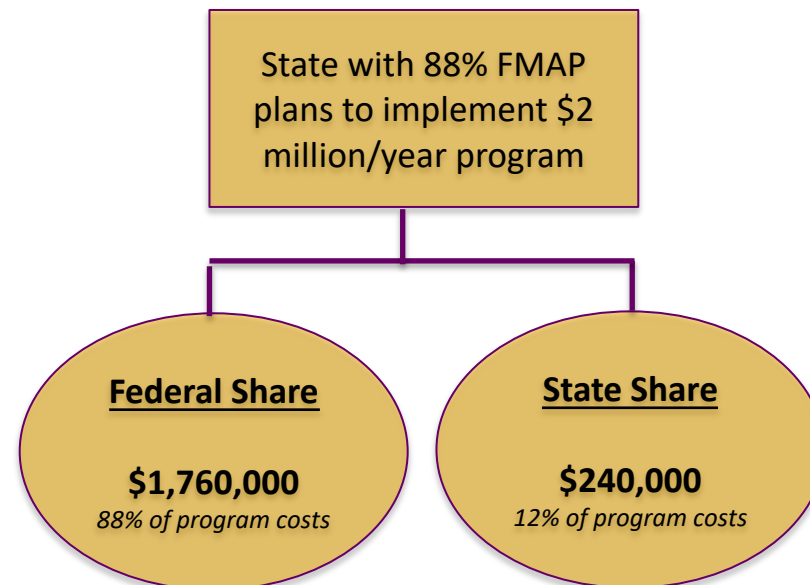 State with 88% FMAP
plans to implement $2
million/year program
Federal Share
$1,760,000
88% of program costs
State Share
$240,000
12% of program costs